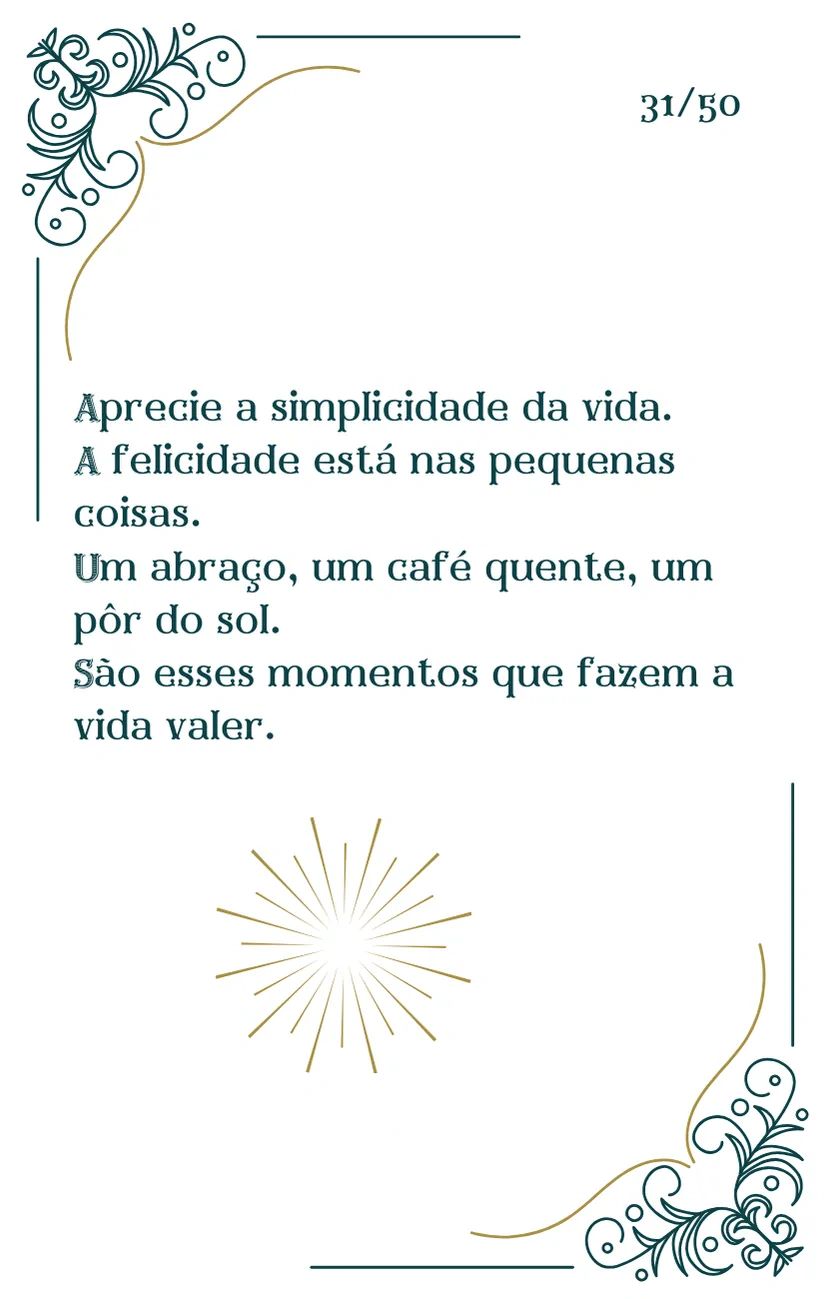 31/50
Aprecie a simplicidade da vida.
A felicidade está nas pequenas
coisas.
Um abraço, um café quente, um
pôr do sol.
São esses momentos que fazem a
vida valer.